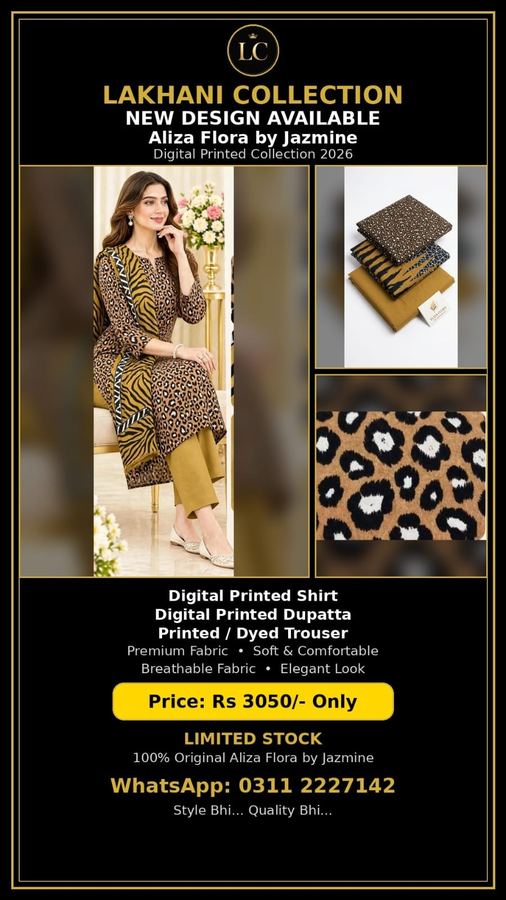 LC
LAKHANI COLLECTION
NEW DESIGN AVAILABLE
Aliza Flora by Jazmine
Digital Printed Collection 2026
Digital Printed Shirt
Digital Printed Dupatta
Printed / Dyed Trouser
Premium Fabric • Soft & Comfortable
Breathable Fabric • Elegant Look
Price: Rs 3050/- Only
LIMITED STOCK
100% Original Aliza Flora by Jazmine
WhatsApp: 0311 2227142
Style Bhi... Quality Bhi...